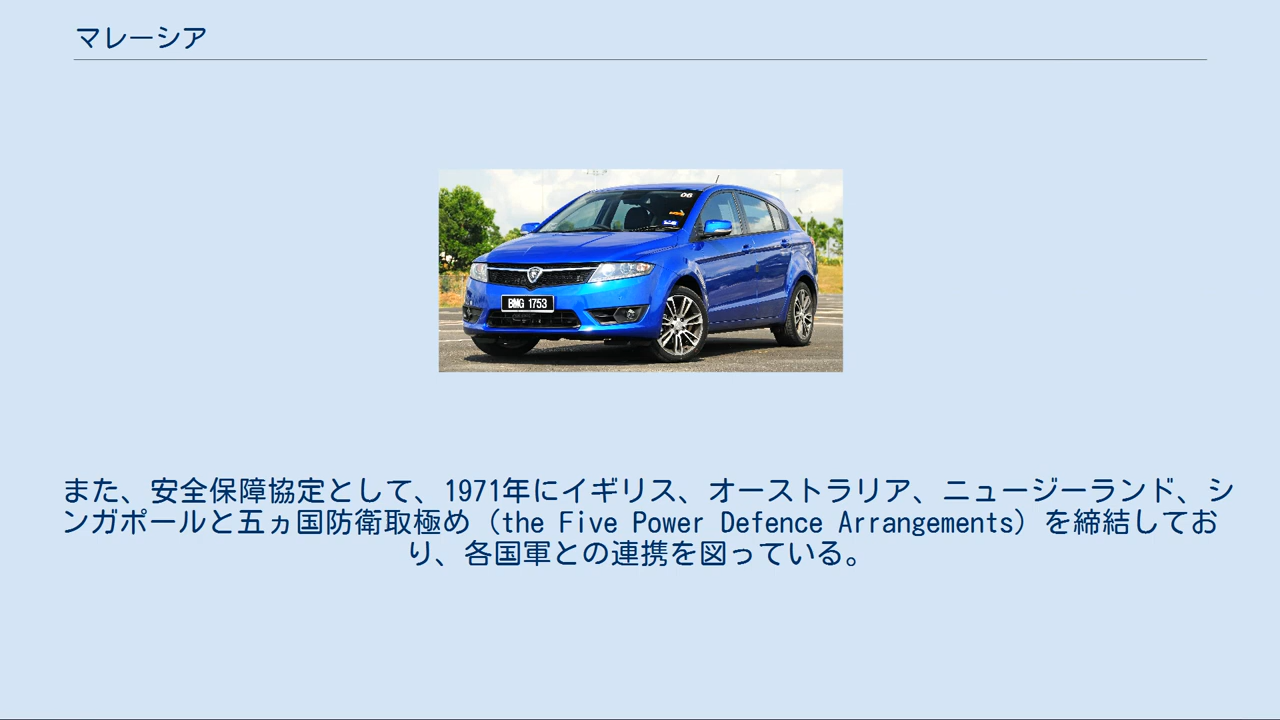 マレーシア
06
BMG 1753
また、安全保障協定として、1971年にイギリス、オーストラリア、ニュージーランド、シ
ンガポールと五ヵ国防衛取極め（the Five Power Defence Arrangements）を締結してお
り、各国軍との連携を図っている。